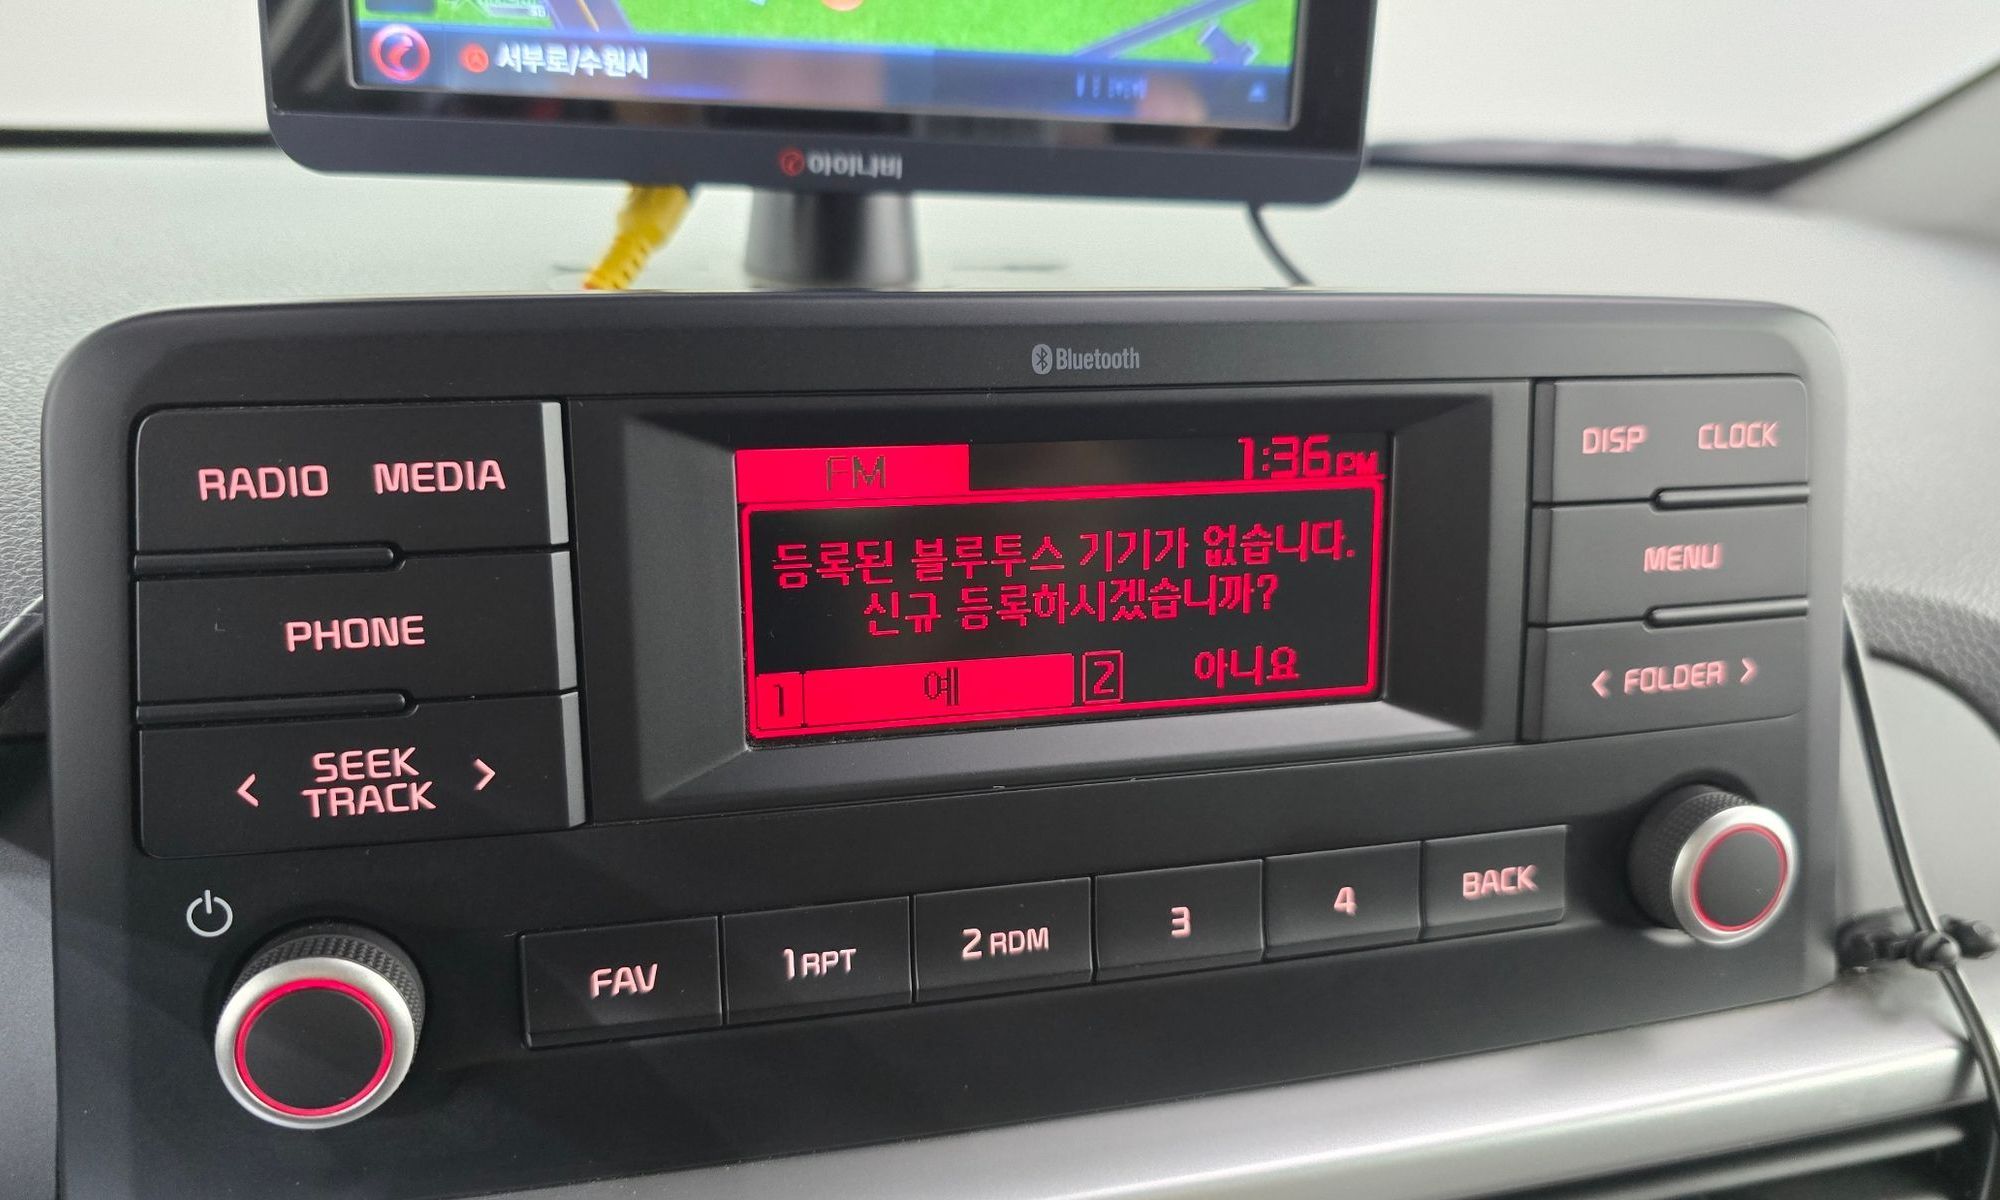 서부로/수원시
아이나비
Bluetooth
RADIO MEDIA
DISP CLOCK
FM
1:36 PM
등록된 블루투스 기기가 없습니다.
신규 등록하시겠습니까?
1 예 2 아니요
PHONE
MENU
< FOLDER >
< SEEK TRACK >
FAV
1 RPT
2 RDM
3
4
BACK